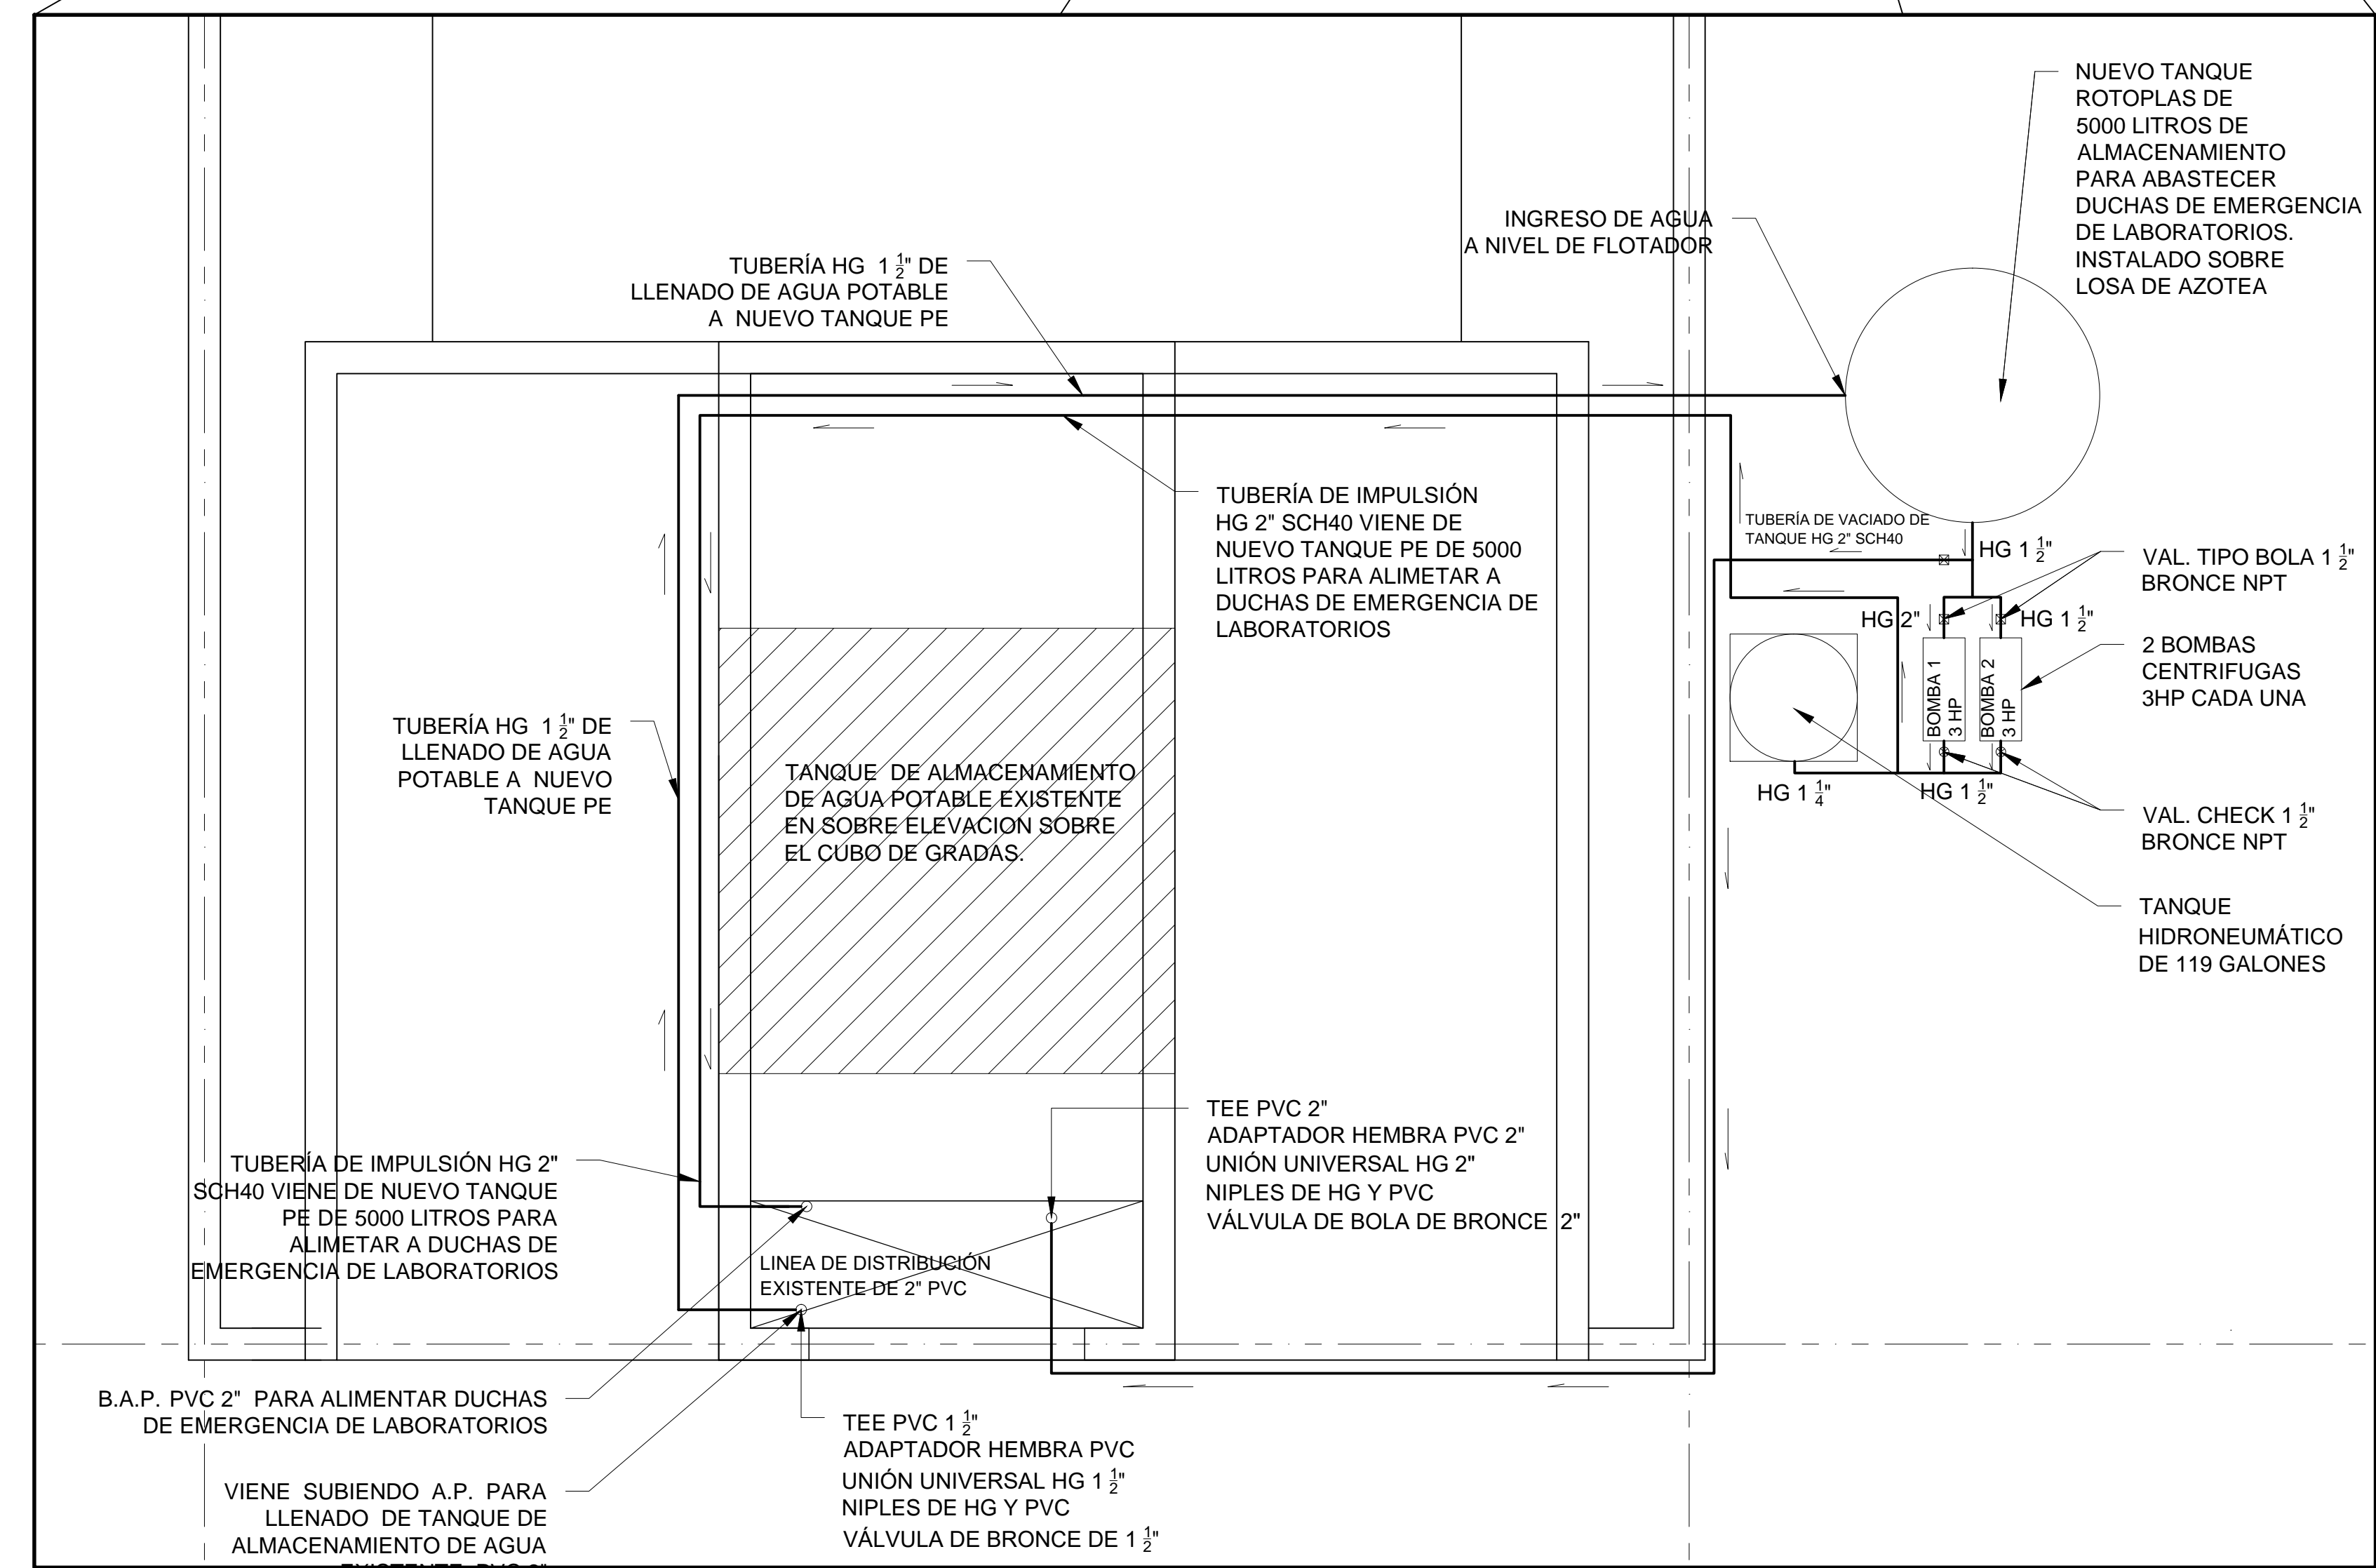 NUEVO TANQUE
ROTOPLAS DE
5000 LITROS DE
ALMACENAMIENTO
PARA ABASTECER
DUCHAS DE EMERGENCIA
DE LABORATORIOS.
INSTALADO SOBRE
LOSA DE AZOTEA
INGRESO DE AGUA
A NIVEL DE FLOTADOR
TUBERÍA HG 1 1/2" DE
LLENADO DE AGUA POTABLE
A NUEVO TANQUE PE
TUBERÍA DE IMPULSIÓN
HG 2" SCH40 VIENE DE
NUEVO TANQUE PE DE 5000
LITROS PARA ALIMETAR A
DUCHAS DE EMERGENCIA DE
LABORATORIOS
TUBERÍA DE VACIADO DE
TANQUE HG 2" SCH40
HG 1 1/2"
VAL. TIPO BOLA 1 1/2"
BRONCE NPT
HG 2"
HG 1 1/2"
2 BOMBAS
CENTRIFUGAS
3HP CADA UNA
BOMBA 1
3 HP
BOMBA 2
3 HP
HG 1 1/4"
HG 1 1/2"
VAL. CHECK 1 1/2"
BRONCE NPT
TANQUE
HIDRONEUMÁTICO
DE 119 GALONES
TUBERÍA HG 1 1/2" DE
LLENADO DE AGUA
POTABLE A NUEVO
TANQUE PE
TANQUE DE ALMACENAMIENTO
DE AGUA POTABLE EXISTENTE
EN SOBRE ELEVACION SOBRE
EL CUBO DE GRADAS.
TEE PVC 2"
ADAPTADOR HEMBRA PVC 2"
UNIÓN UNIVERSAL HG 2"
NIPLES DE HG Y PVC
VÁLVULA DE BOLA DE BRONCE 2"
TUBERÍA DE IMPULSIÓN HG 2"
SCH40 VIENE DE NUEVO TANQUE
PE DE 5000 LITROS PARA
ALIMETAR A DUCHAS DE
EMERGENCIA DE LABORATORIOS
LINEA DE DISTRIBUCIÓN
EXISTENTE DE 2" PVC
B.A.P. PVC 2" PARA ALIMENTAR DUCHAS
DE EMERGENCIA DE LABORATORIOS
TEE PVC 1 1/2"
ADAPTADOR HEMBRA PVC
UNIÓN UNIVERSAL HG 1 1/2"
NIPLES DE HG Y PVC
VÁLVULA DE BRONCE DE 1 1/2"
VIENE SUBIENDO A.P. PARA
LLENADO DE TANQUE DE
ALMACENAMIENTO DE AGUA